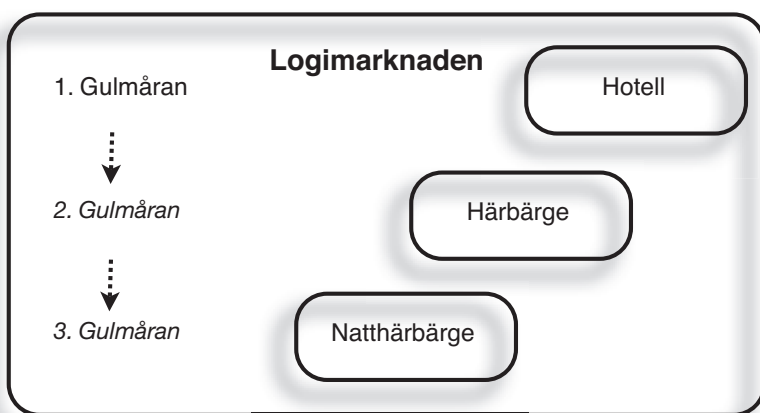 Logimarknaden
1. Gulmåran
Hotell
2. Gulmåran
Härbärge
3. Gulmåran
Natthärbärge